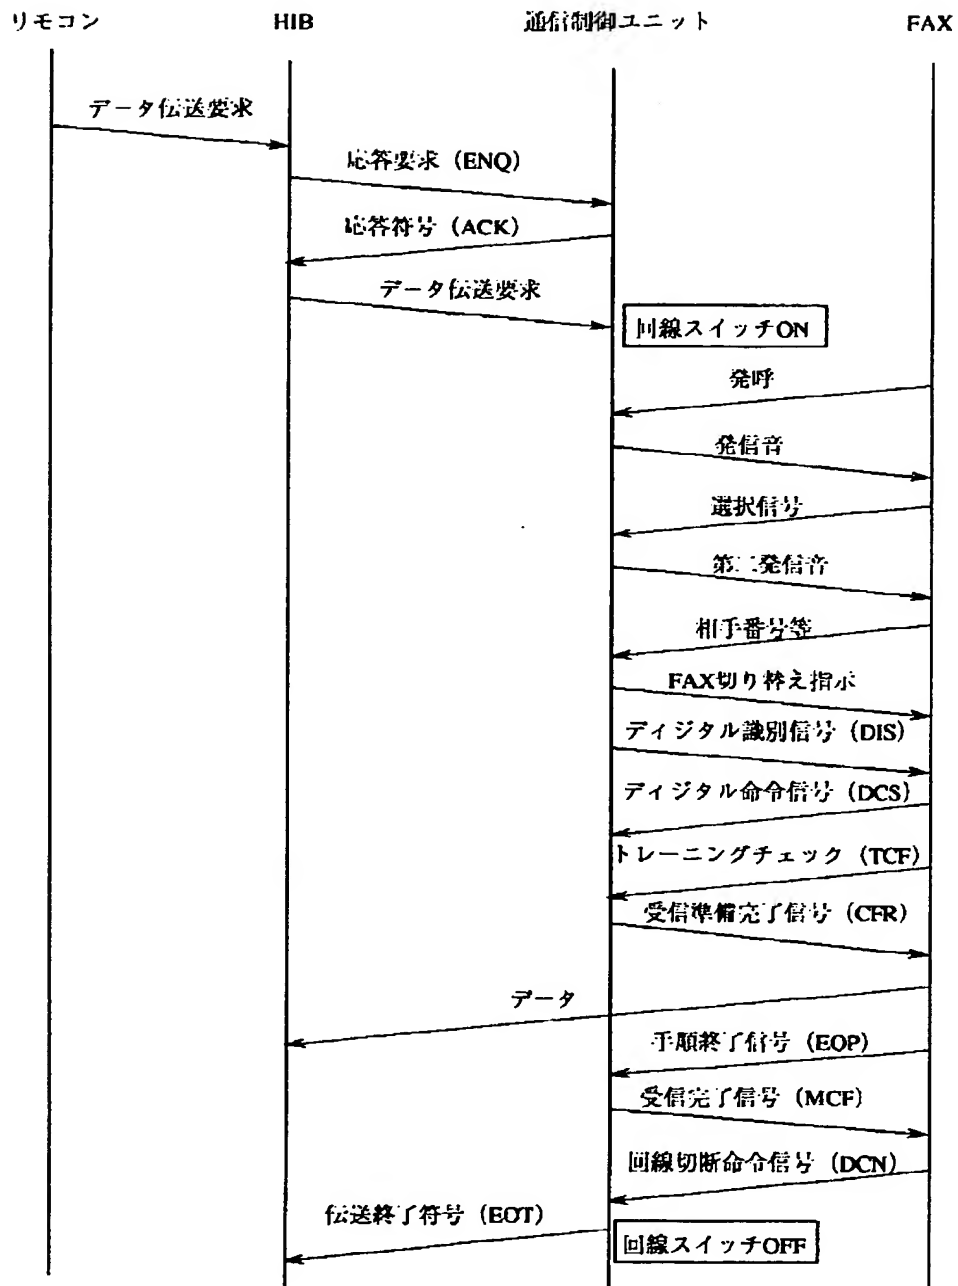 リモコン HIB 通信制御ユニット FAX
データ伝送要求
応答要求（ENQ）
応答符号（ACK）
データ伝送要求
回線スイッチON
発呼
発信音
選択信号
第二発信音
相手番号等
FAX切り替え指示
ディジタル識別信号（DIS）
ディジタル命令信号（DCS）
トレーニングチェック（TCF）
受信準備完了信号（CFR）
データ
手順終了信号（EOP）
受信完了信号（MCF）
回線切断命令信号（DCN）
伝送終了符号（EOT）
回線スイッチOFF